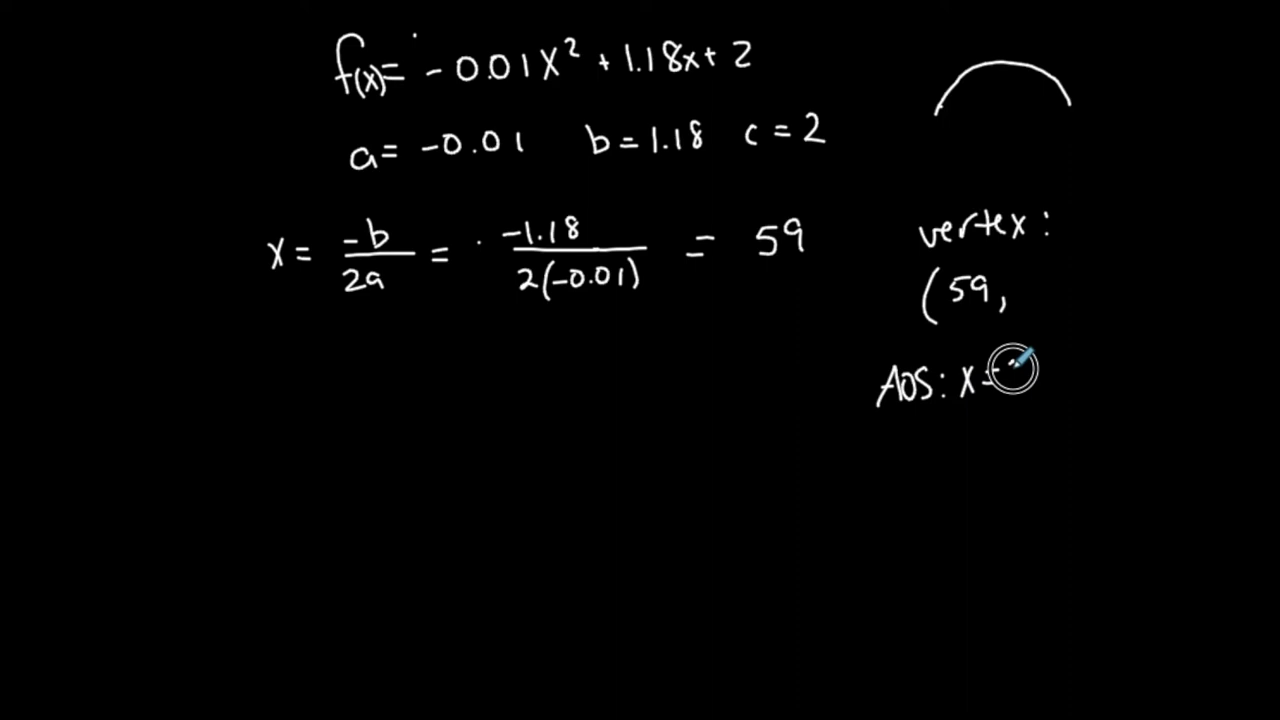 f(x)= -0.01x² + 1.18x + 2
a = -0.01 b = 1.18 c = 2
x = -b/2a = -1.18/2(-0.01) = 59
vertex:
(59,
AOS: x=